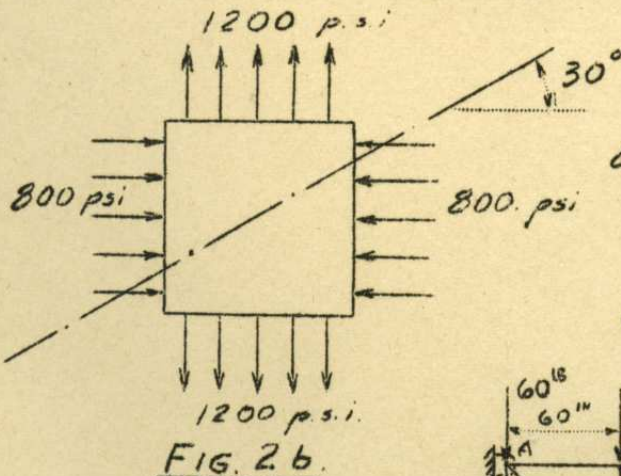 1200 p.s.i
30°
800 psi
800. psi
1200 p.s.i.
FIG. 2 b.
60 LB
60 IN
A